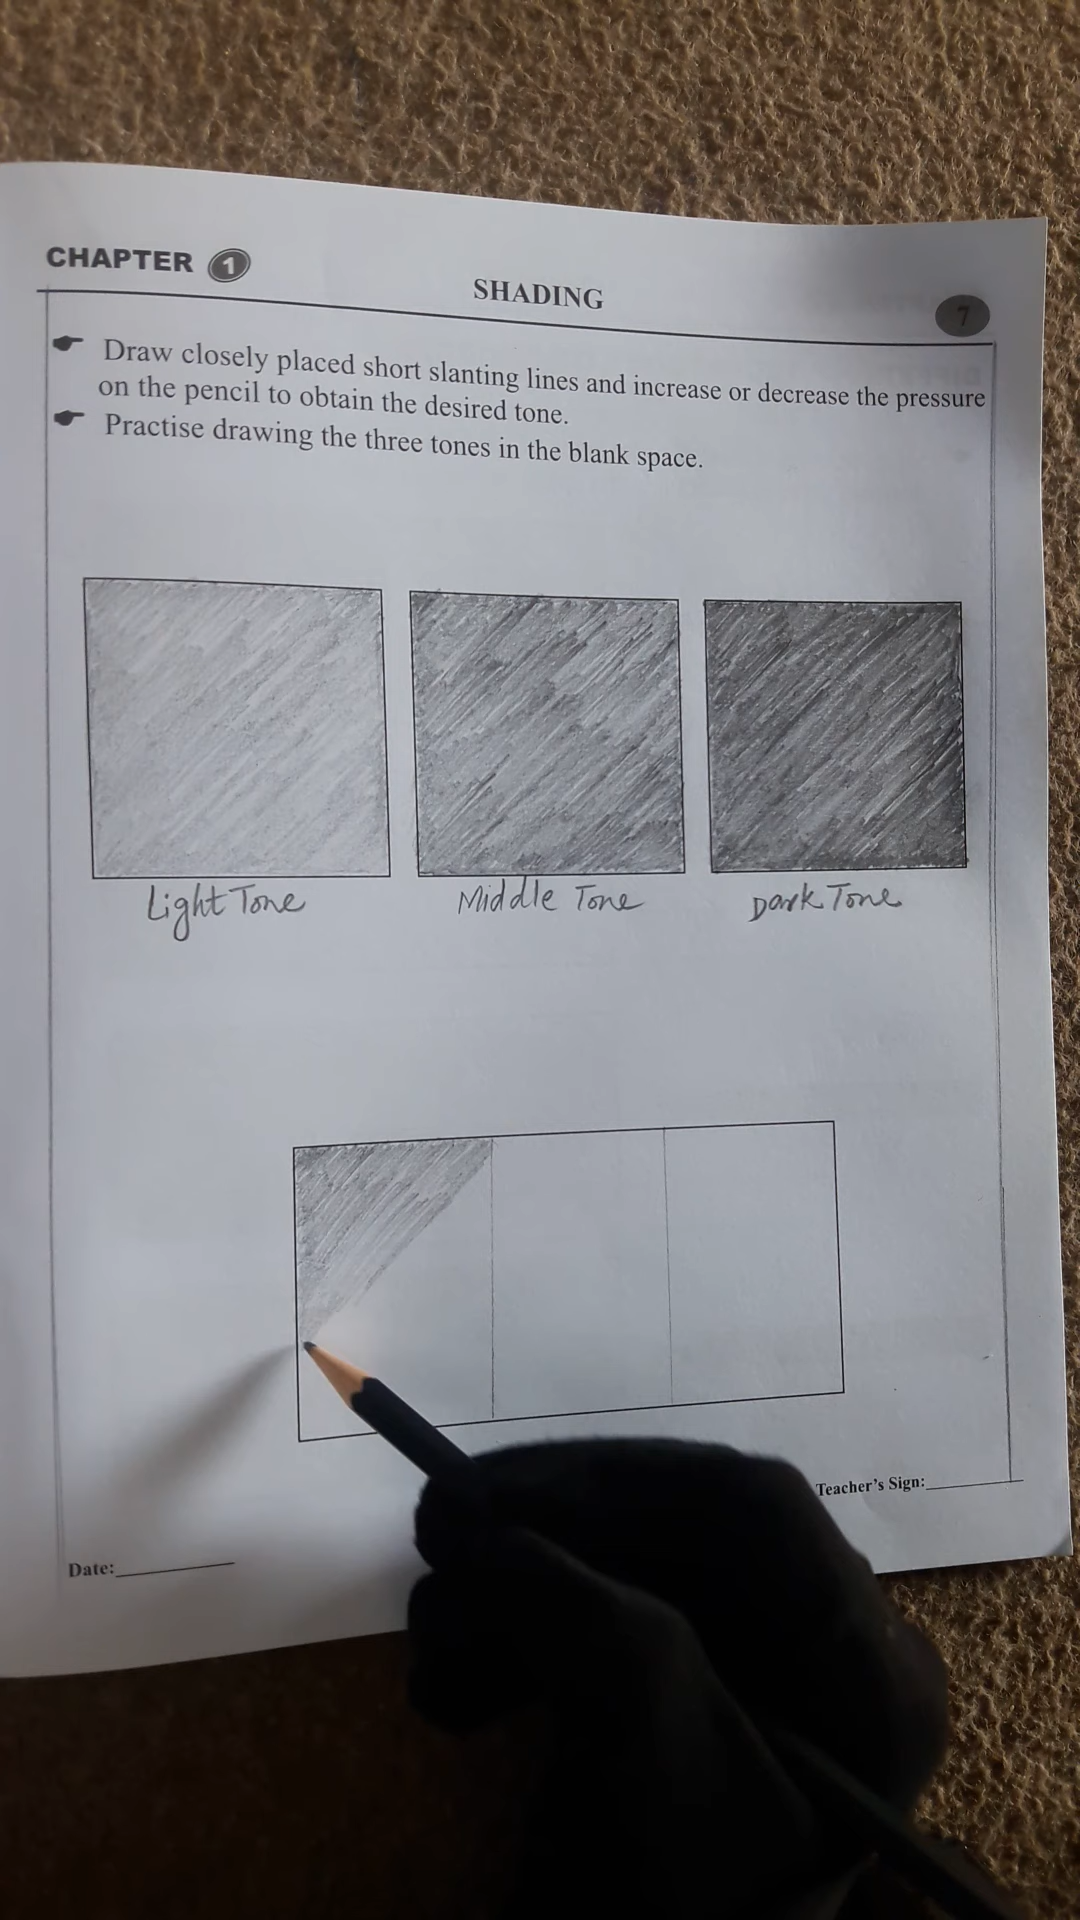 CHAPTER 1
SHADING
7
Draw closely placed short slanting lines and increase or decrease the pressure
on the pencil to obtain the desired tone.
Practise drawing the three tones in the blank space.
Light Tone Middle Tone Dark Tone
Teacher's Sign:
Date: